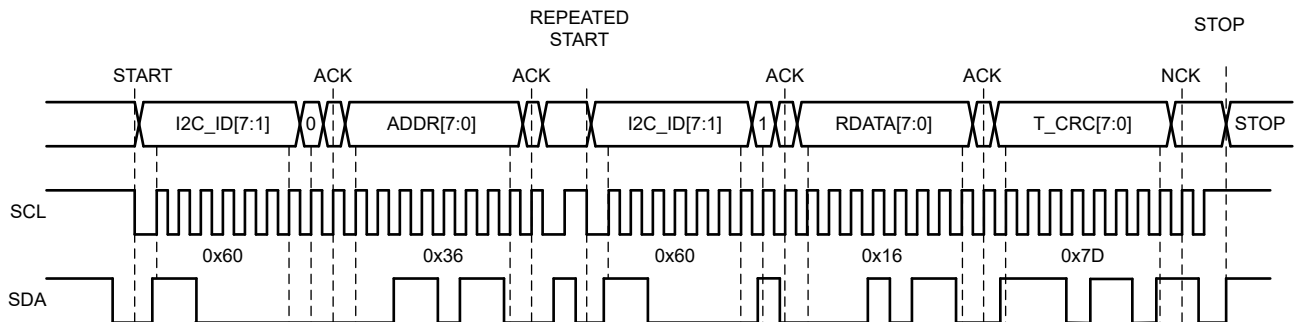 REPEATED
START
STOP
START ACK ACK ACK ACK NCK
I2C_ID[7:1] 0 ADDR[7:0] I2C_ID[7:1] 1 RDATA[7:0] T_CRC[7:0] STOP
SCL
0x60 0x36 0x60 0x16 0x7D
SDA